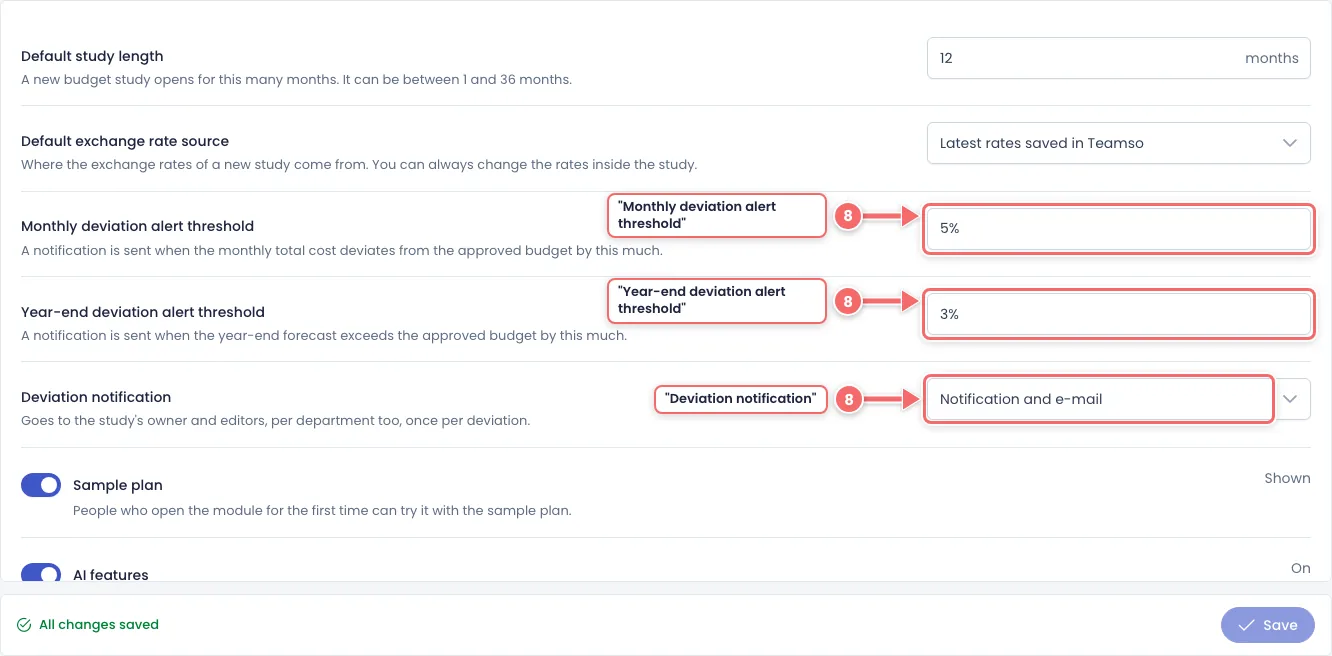 Default study length
A new budget study opens for this many months. It can be between 1 and 36 months.
12
months
Default exchange rate source
Where the exchange rates of a new study come from. You can always change the rates inside the study.
Latest rates saved in Teamso
Monthly deviation alert threshold
A notification is sent when the monthly total cost deviates from the approved budget by this much.
"Monthly deviation alert
threshold"
8
5%
Year-end deviation alert threshold
A notification is sent when the year-end forecast exceeds the approved budget by this much.
"Year-end deviation alert
threshold"
8
3%
Deviation notification
Goes to the study's owner and editors, per department too, once per deviation.
"Deviation notification"
8
Notification and e-mail
Sample plan
People who open the module for the first time can try it with the sample plan.
Shown
AI features
On
All changes saved
Save